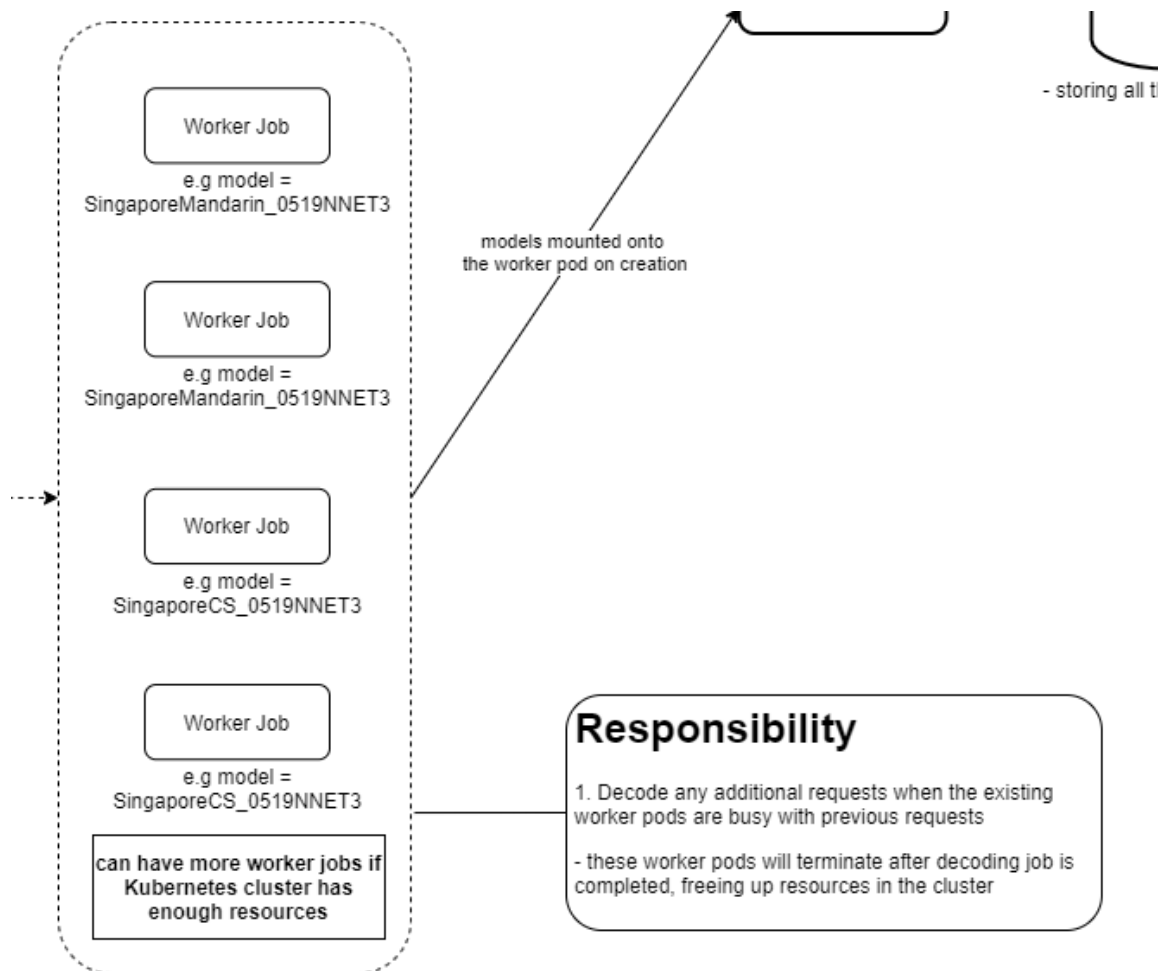 - storing all
Worker Job
e.g model =
SingaporeMandarin_0519NNET3
models mounted onto
the worker pod on creation
Worker Job
e.g model =
SingaporeMandarin_0519NNET3
Worker Job
e.g model =
SingaporeCS_0519NNET3
Worker Job
e.g model =
SingaporeCS_0519NNET3
can have more worker jobs if
Kubernetes cluster has
enough resources
Responsibility
1. Decode any additional requests when the existing
worker pods are busy with previous requests
- these worker pods will terminate after decoding job is
completed, freeing up resources in the cluster